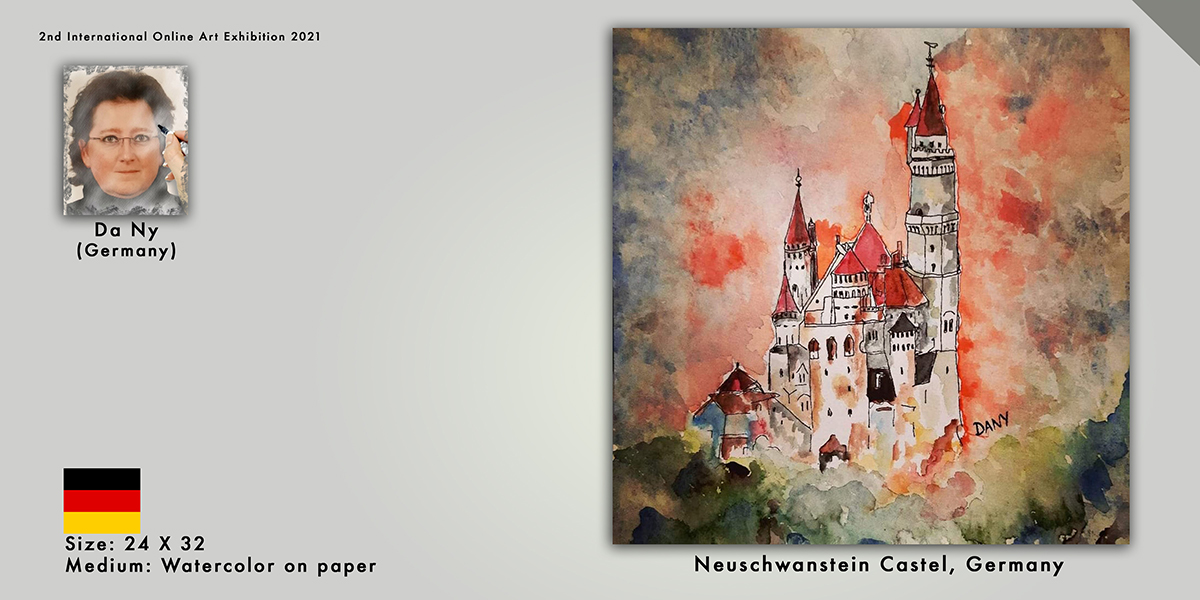 2nd International Online Art Exhibition 2021
Da Ny
(Germany)
DANY
Size: 24 X 32
Medium: Watercolor on paper
Neuschwanstein Castel, Germany